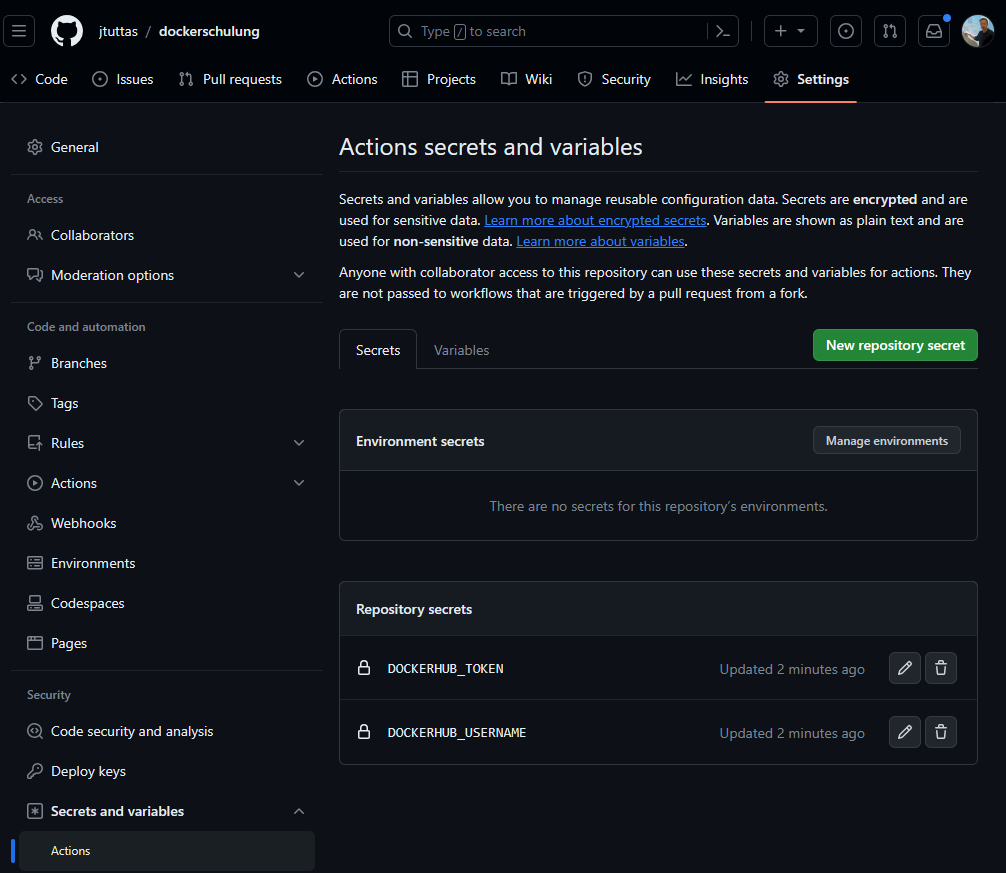 jtuttas / dockerschulung
Type / to search
Code
Issues
Pull requests
Actions
Projects
Wiki
Security
Insights
Settings
General
Access
Collaborators
Moderation options
Code and automation
Branches
Tags
Rules
Actions
Webhooks
Environments
Codespaces
Pages
Security
Code security and analysis
Deploy keys
Secrets and variables
Actions
Actions secrets and variables
Secrets and variables allow you to manage reusable configuration data. Secrets are encrypted and are
used for sensitive data. Learn more about encrypted secrets. Variables are shown as plain text and are
used for non-sensitive data. Learn more about variables.
Anyone with collaborator access to this repository can use these secrets and variables for actions. They
are not passed to workflows that are triggered by a pull request from a fork.
Secrets
Variables
New repository secret
Environment secrets
Manage environments
There are no secrets for this repository's environments.
Repository secrets
DOCKERHUB_TOKEN
Updated 2 minutes ago
DOCKERHUB_USERNAME
Updated 2 minutes ago